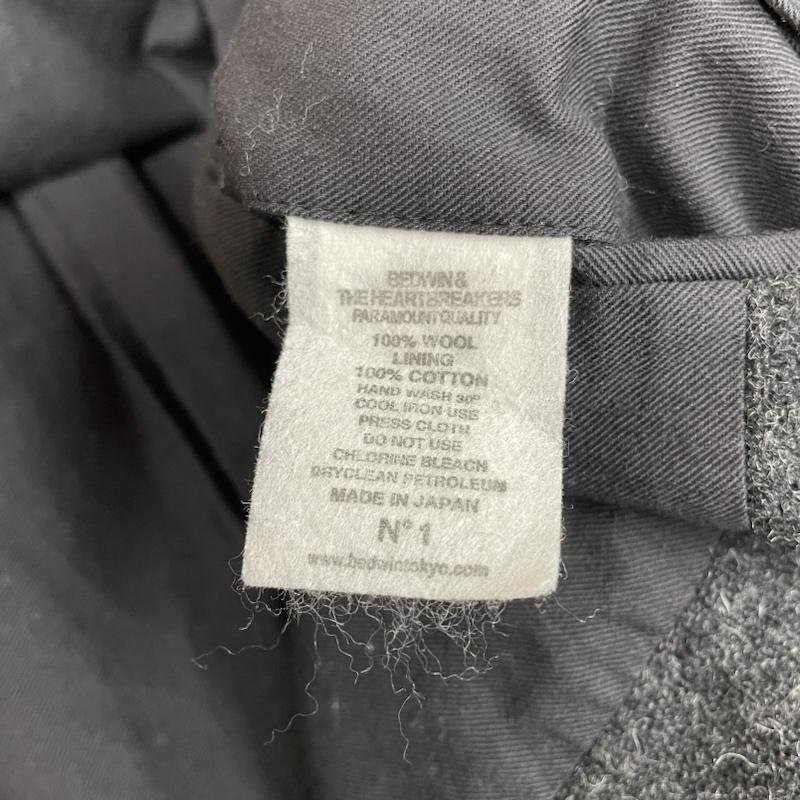 BEDWIN &
THE HEARTBREAKERS
PARAMOUNT QUALITY
100% WOOL
LINING
100% COTTON
HAND WASH 30°
COOL IRON USE
PRESS CLOTH
DO NOT USE
CHLORINE BLEACH
DRYCLEAN PETROLEUM
MADE IN JAPAN
N° 1
www.bedwintokyo.com